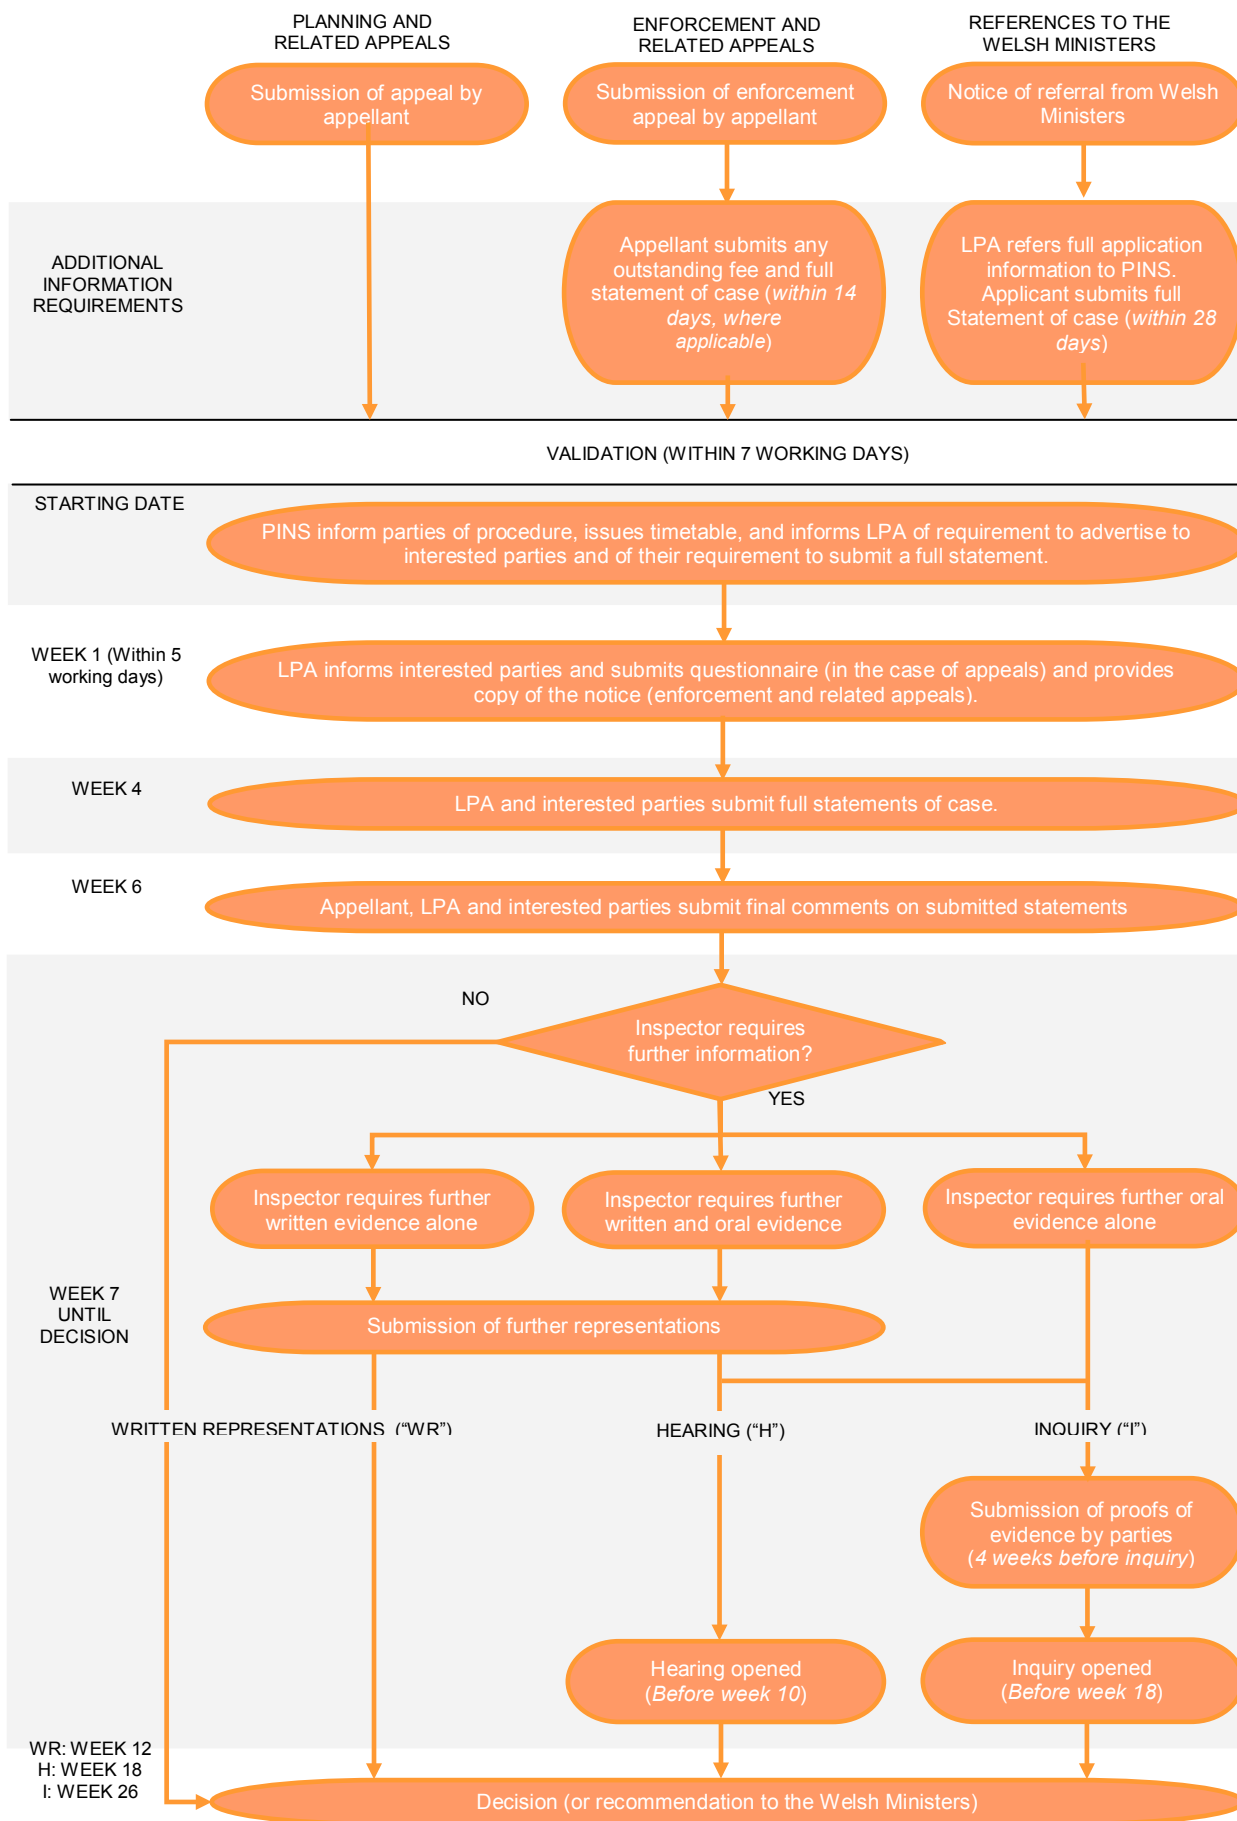 PLANNING AND
RELATED APPEALS
ENFORCEMENT AND
RELATED APPEALS
REFERENCES TO THE
WELSH MINISTERS
Submission of appeal by
appellant
Submission of enforcement
appeal by appellant
Notice of referral from Welsh
Ministers
ADDITIONAL
INFORMATION
REQUIREMENTS
Appellant submits any
outstanding fee and full
statement of case (within 14
days, where
applicable)
LPA refers full application
information to PINS.
Applicant submits full
Statement of case (within 28
days)
VALIDATION (WITHIN 7 WORKING DAYS)
STARTING DATE
PINS inform parties of procedure, issues timetable, and informs LPA of requirement to advertise to
interested parties and of their requirement to submit a full statement.
WEEK 1 (Within 5
working days)
LPA informs interested parties and submits questionnaire (in the case of appeals) and provides
copy of the notice (enforcement and related appeals).
WEEK 4
LPA and interested parties submit full statements of case.
WEEK 6
Appellant, LPA and interested parties submit final comments on submitted statements
NO
Inspector requires
further information?
YES
Inspector requires further
written evidence alone
Inspector requires further
written and oral evidence
Inspector requires further oral
evidence alone
WEEK 7
UNTIL
DECISION
Submission of further representations
WRITTEN REPRESENTATIONS ("WR")
HEARING (“H”)
INQUIRY (“I”)
Submission of proofs of
evidence by parties
(4 weeks before inquiry)
Hearing opened
(Before week 10)
Inquiry opened
(Before week 18)
WR: WEEK 12
H: WEEK 18
I: WEEK 26
Decision (or recommendation to the Welsh Ministers)